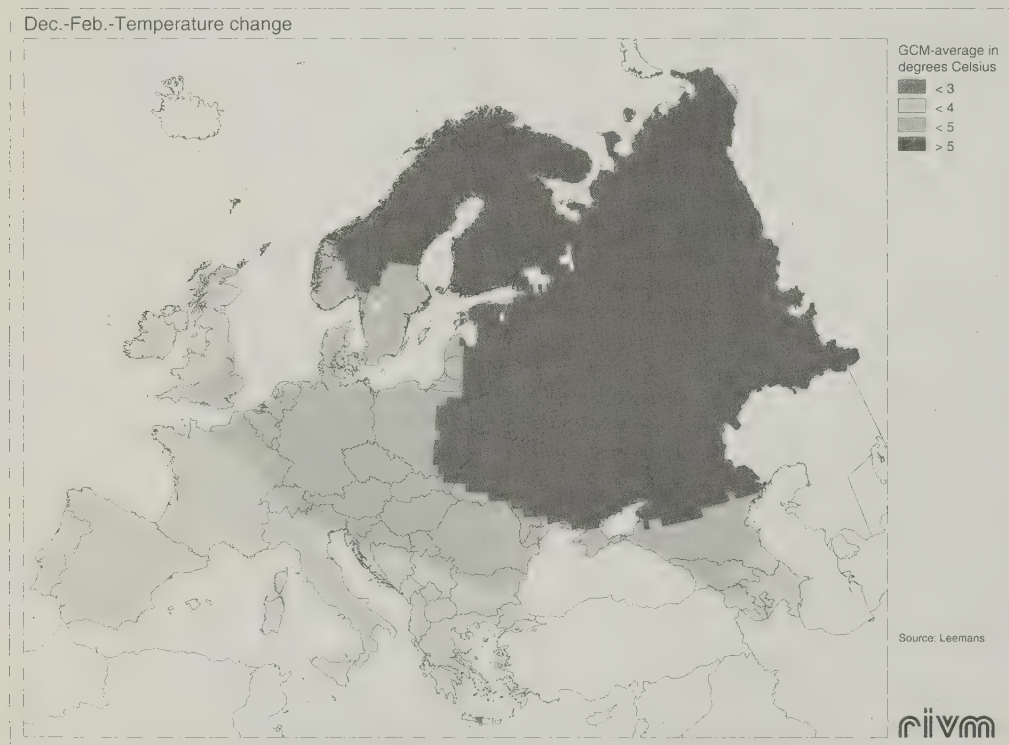 Dec.-Feb.-Temperature change
GCM-average in
degrees Celsius
< 3
< 4
< 5
> 5
Source: Leemans
rivm